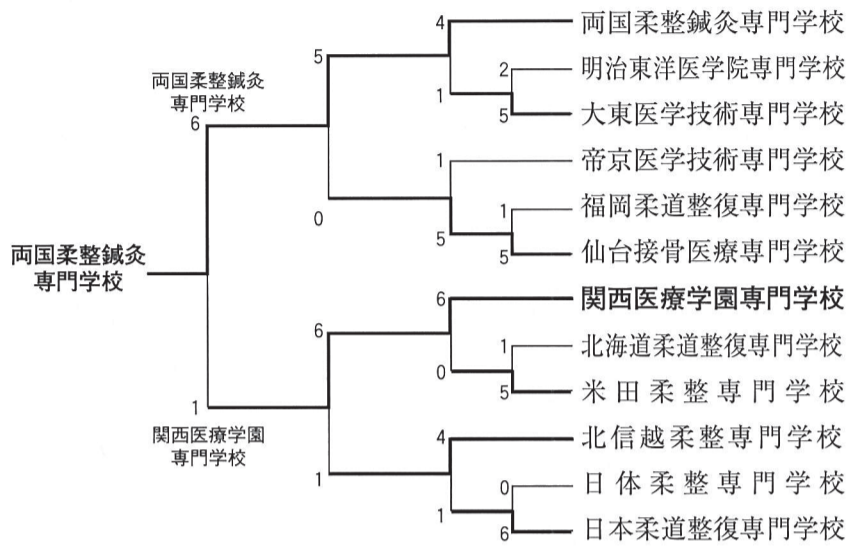 4
両国柔整鍼灸専門学校
5
2
明治東洋医学院専門学校
両国柔整鍼灸
専門学校
1
5
大東医学技術専門学校
6
1
帝京医学技術専門学校
0
1
福岡柔道整復専門学校
5
5
仙台接骨医療専門学校
両国柔整鍼灸
専門学校
6
関西医療学園専門学校
6
1
北海道柔道整復専門学校
0
5
米田柔整専門学校
1
関西医療学園
専門学校
4
北信越柔整専門学校
1
0
日体柔整専門学校
1
6
日本柔道整復専門学校